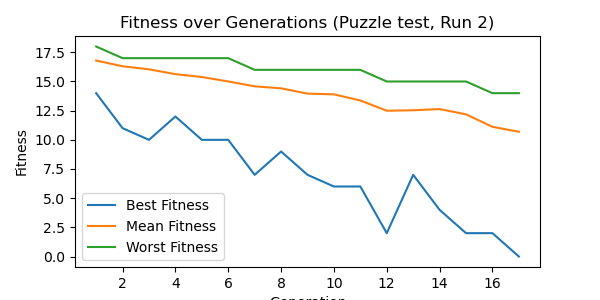 Fitness over Generations (Puzzle test, Run 2)
Fitness
17.5
15.0
12.5
10.0
7.5
5.0
2.5
0.0
Best Fitness
Mean Fitness
Worst Fitness
2 4 6 8 10 12 14 16
Generation